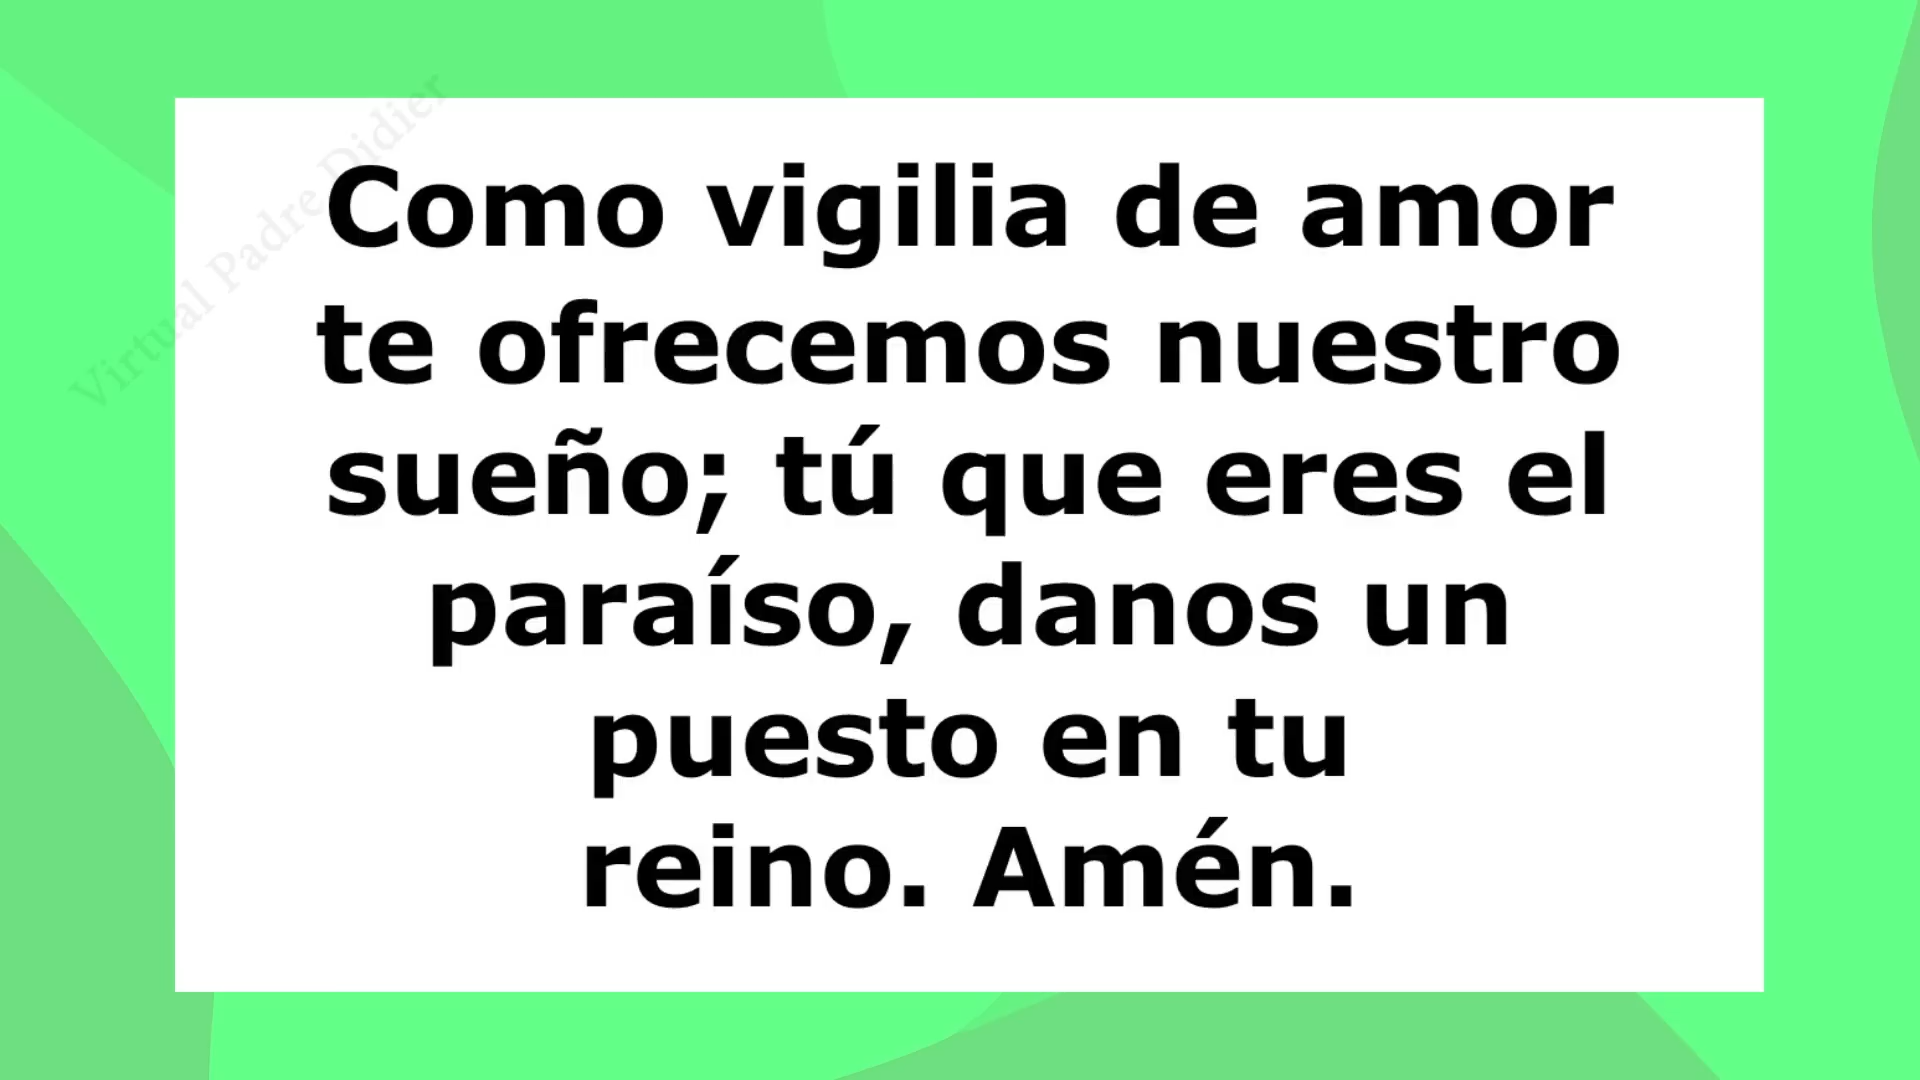 Virtual Padre Didier
Como vigilia de amor
te ofrecemos nuestro
sueño; tú que eres el
paraíso, danos un
puesto en tu
reino. Amén.